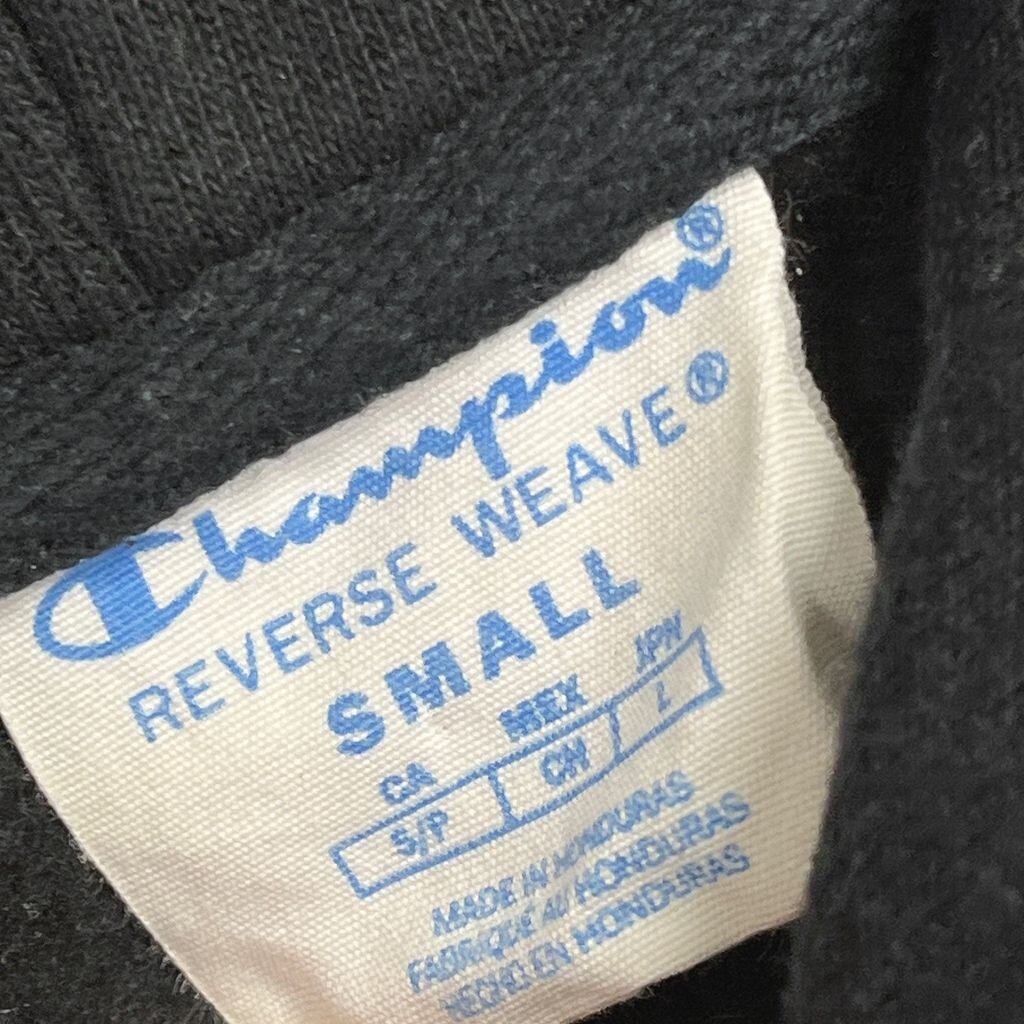 Champion®
REVERSE WEAVE®
SMALL
CA MEX JPN
S/P CH L
MADE IN HONDURAS
FABRIQUÉ AU HONDURAS
HECHO EN HONDURAS